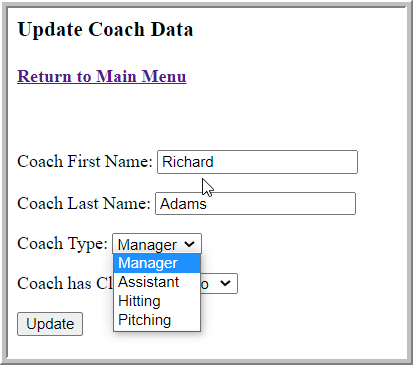 Update Coach Data
Return to Main Menu
Coach First Name: Richard
Coach Last Name: Adams
Coach Type: Manager
Manager
Assistant
Hitting
Pitching
Coach has
Update